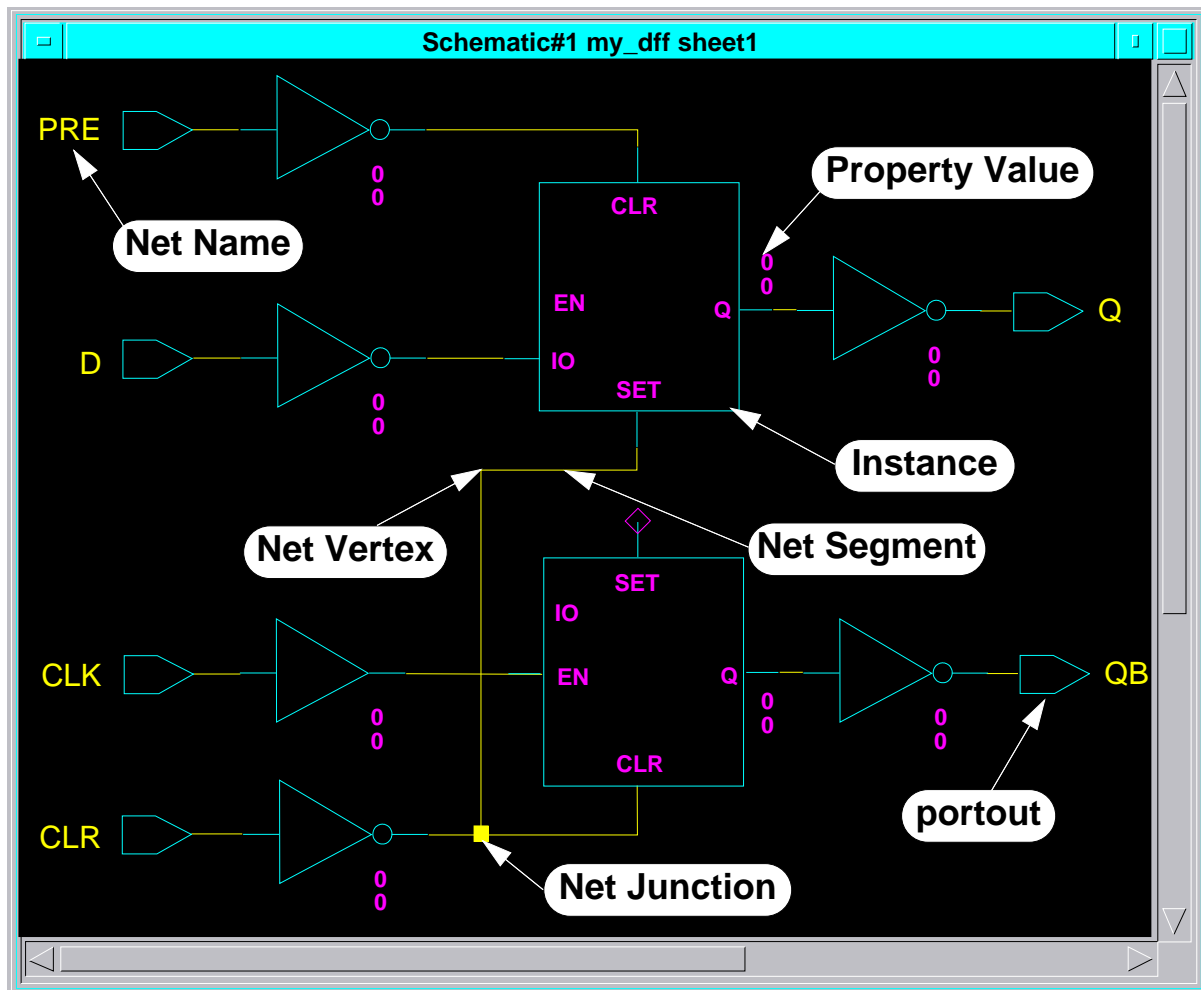 Schematic#1 my_dff sheet1
PRE
0
0
Property Value
CLR
Net Name
0
0
EN
Q
Q
D
IO
0
0
SET
0
0
Instance
Net Vertex
Net Segment
SET
IO
CLK
EN
Q
QB
0
0
0
0
0
0
CLR
portout
CLR
0
0
Net Junction